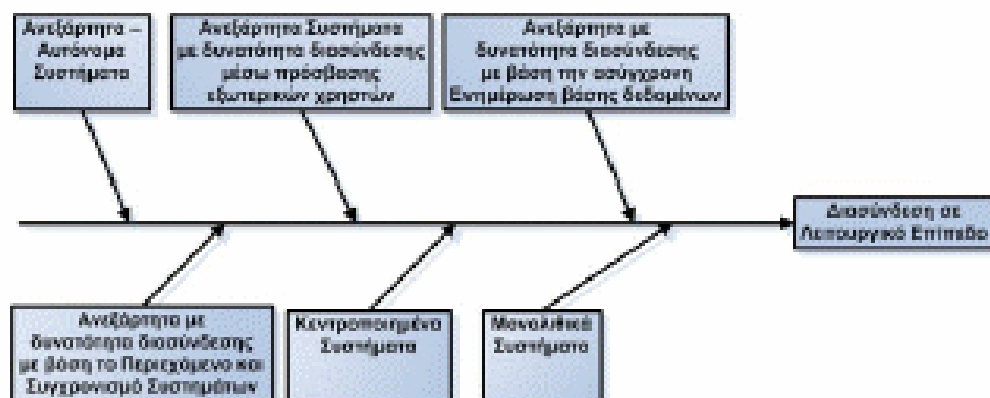 Ανεξάρτητα –
Αυτόνομα
Συστήματα
Ανεξάρτητα Συστήματα
με δυνατότητα διασύνδεσης
μέσω πρόσβασης
εξωτερικών χρηστών
Ανεξάρτητα με
δυνατότητα διασύνδεσης
με βάση την ασύγχρονη
Ενημέρωση βάσης δεδομένων
Διασύνδεση σε
Λειτουργικό Επίπεδο
Ανεξάρτητα με
δυνατότητα διασύνδεσης
με βάση το Περιεχόμενο και
Συγχρονισμό Συστημάτων
Κεντροποιημένα
Συστήματα
Μονολιθικά
Συστήματα